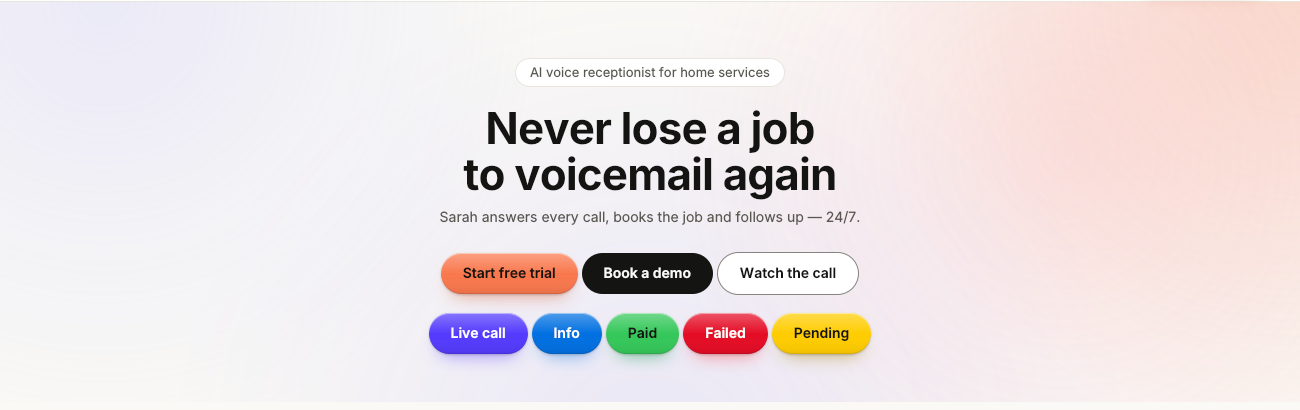 AI voice receptionist for home services
Never lose a job
to voicemail again
Sarah answers every call, books the job and follows up — 24/7.
Start free trial
Book a demo
Watch the call
Live call
Info
Paid
Failed
Pending